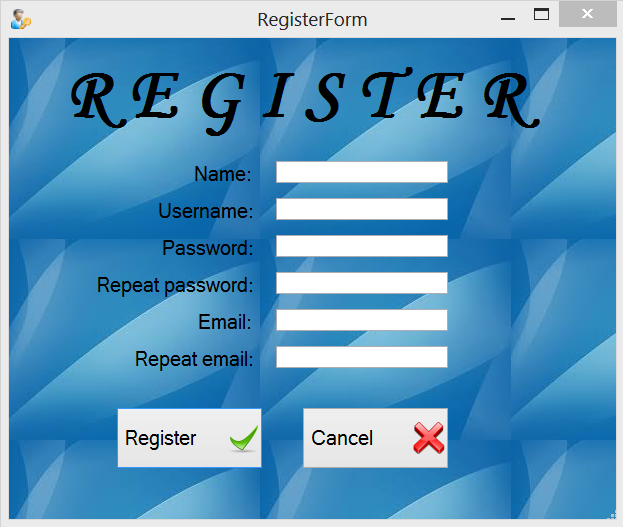 RegisterForm
R E G I S T E R
Name:
Username:
Password:
Repeat password:
Email:
Repeat email:
Register Cancel